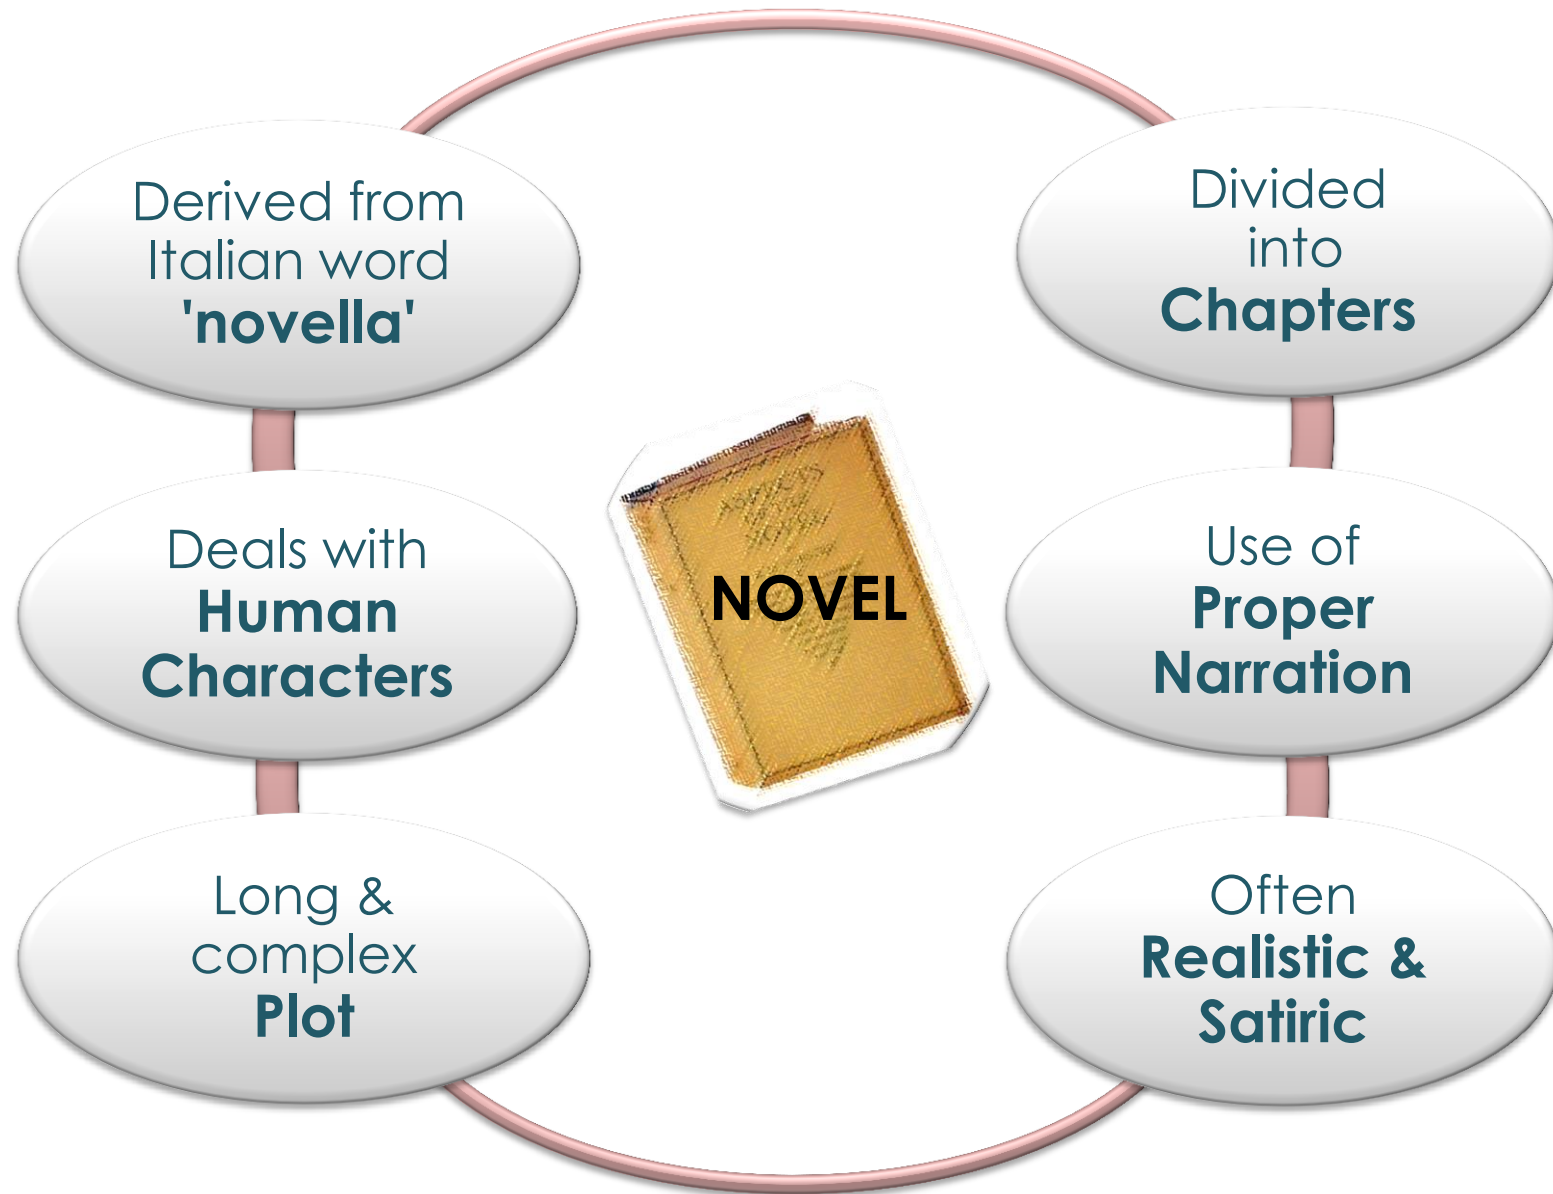 Derived from
Italian word
'novella'
Divided
into
Chapters
Deals with
Human
Characters
NOVEL
Use of
Proper
Narration
Long &
complex
Plot
Often
Realistic &
Satiric